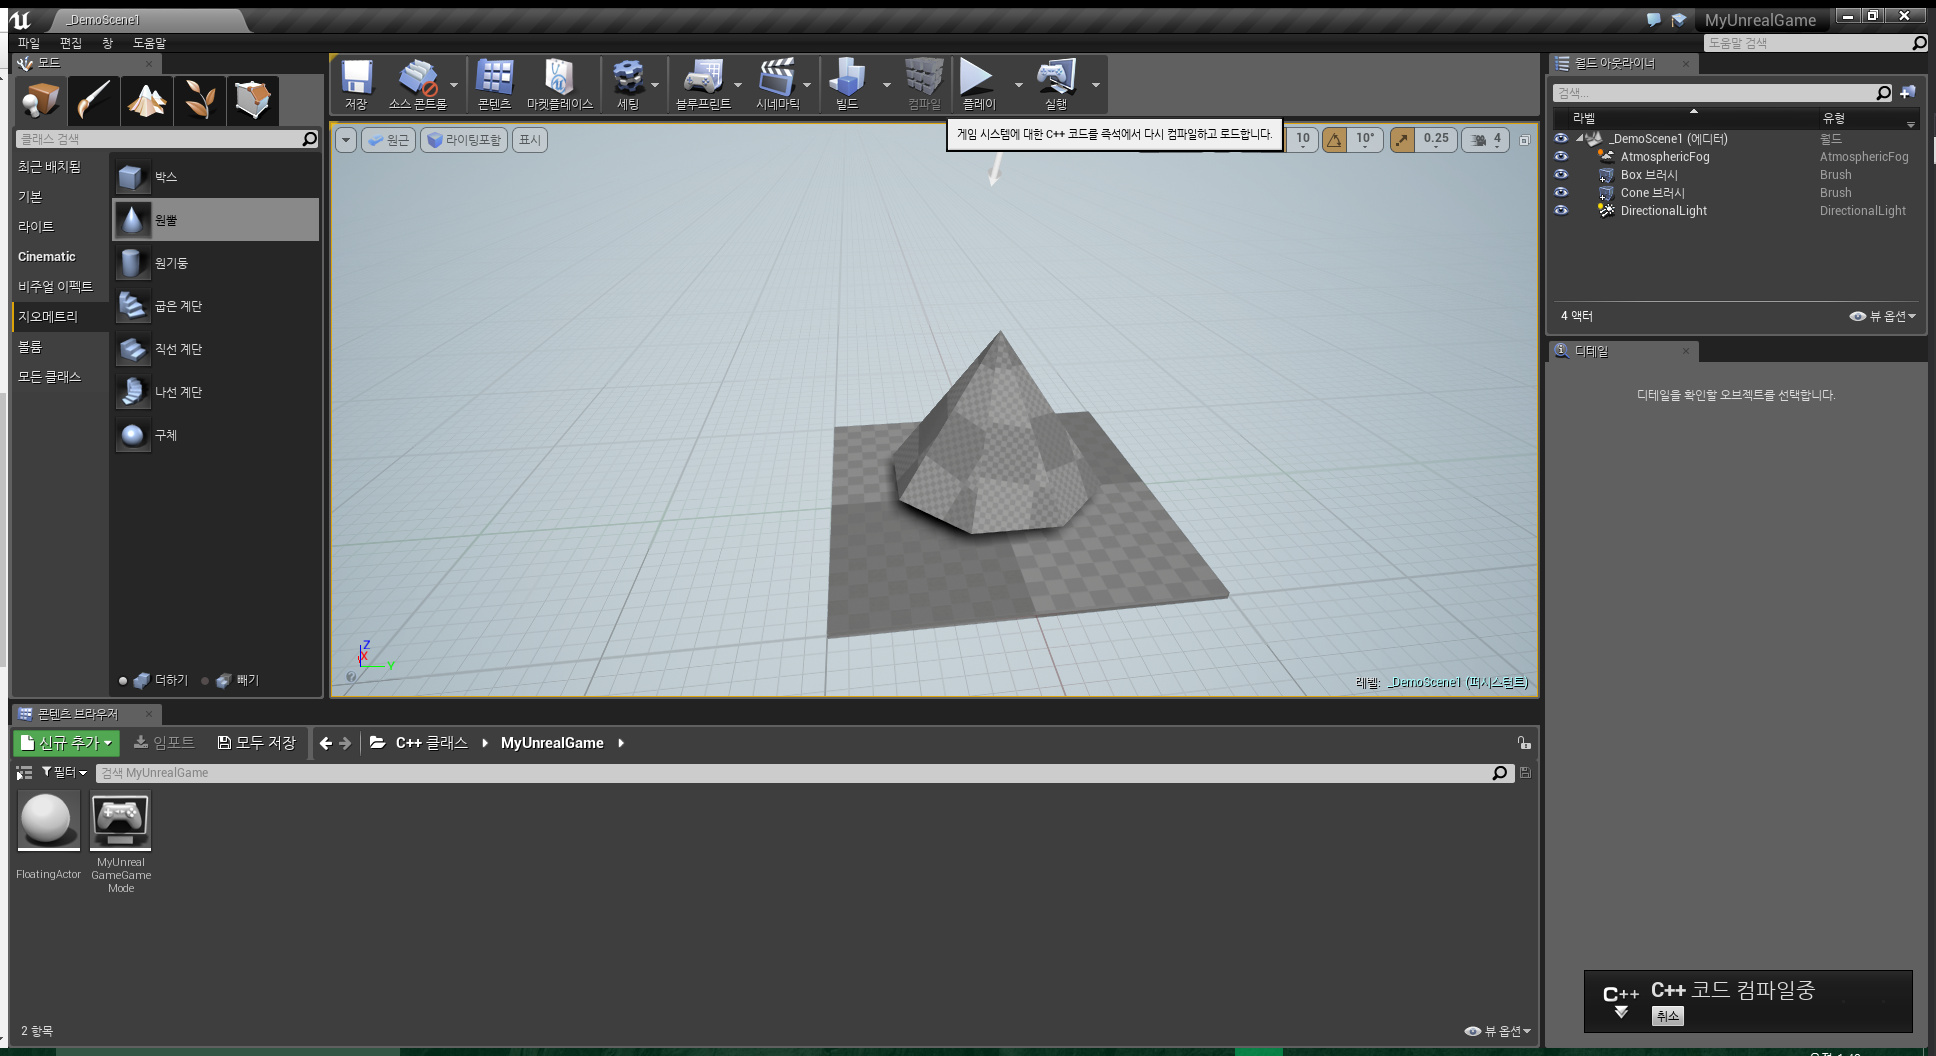 _DemoScene1
MyUnrealGame
파일 편집 창 도움말
도움말 검색
모드
클래스 검색
최근 배치됨
기본
라이트
Cinematic
비주얼 이펙트
지오메트리
볼륨
모든 클래스
박스
원뿔
원기둥
굽은 계단
직선 계단
나선 계단
구체
더하기 빼기
저장 소스 콘트롤 콘텐츠 마켓플레이스 세팅 블루프린트 시네마틱 빌드 컴파일 플레이 실행
게임 시스템에 대한 C++ 코드를 즉석에서 다시 컴파일하고 로드합니다.
원근 라이팅포함 표시
10 10° 0.25 4
Z
X
Y
레벨: _DemoScene1 (퍼시스턴트)
월드 아웃라이너
검색...
라벨 유형
_DemoScene1 (에디터) 월드
AtmosphericFog AtmosphericFog
Box 브러시 Brush
Cone 브러시 Brush
DirectionalLight DirectionalLight
4 액터 뷰 옵션
디테일
디테일을 확인할 오브젝트를 선택합니다.
콘텐츠 브라우저
신규 추가 임포트 모두 저장 C++ 클래스 MyUnrealGame
필터 검색 MyUnrealGame
FloatingActor
MyUnreal
GameGame
Mode
2 항목 뷰 옵션
C++ C++ 코드 컴파일중
취소